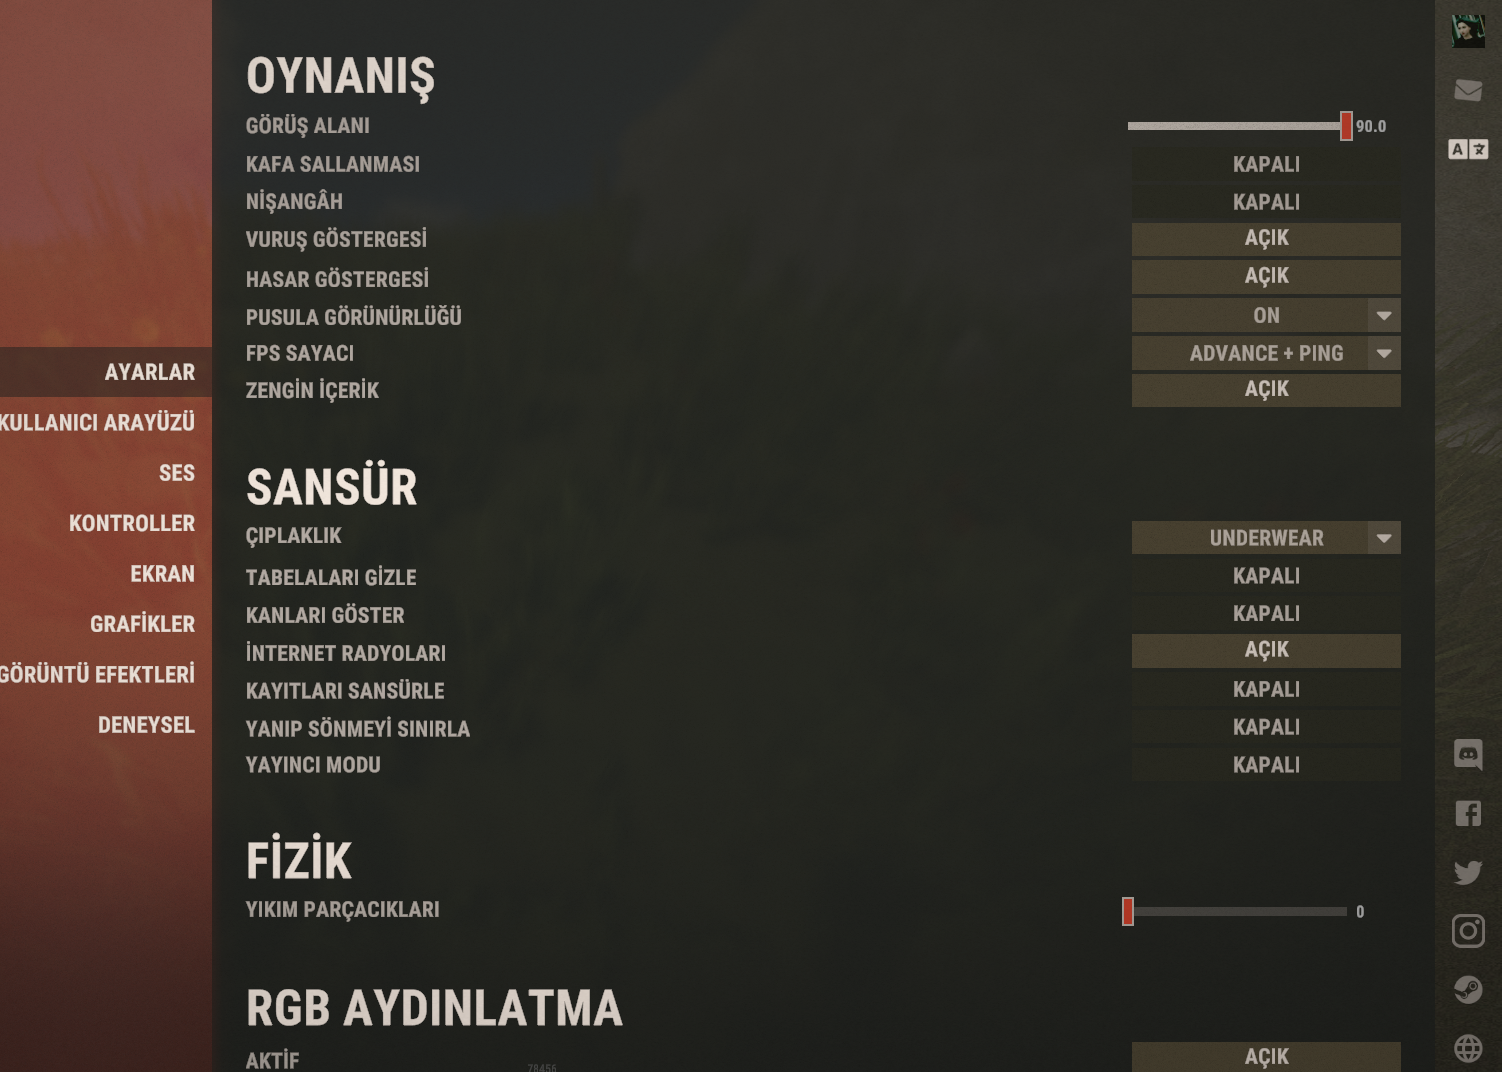 OYNANIŞ
GÖRÜŞ ALANI 90.0
KAFA SALLANMASI KAPALI
NİŞANGÂH KAPALI
VURUŞ GÖSTERGESİ AÇIK
HASAR GÖSTERGESİ AÇIK
PUSULA GÖRÜNÜRLÜĞÜ ON
FPS SAYACI ADVANCE + PING
ZENGİN İÇERİK AÇIK
AYARLAR
KULLANICI ARAYÜZÜ
SES
KONTROLLER
EKRAN
GRAFİKLER
GÖRÜNTÜ EFEKTLERİ
DENEYSEL
SANSÜR
ÇIPLAKLIK UNDERWEAR
TABELALARI GİZLE KAPALI
KANLARI GÖSTER KAPALI
İNTERNET RADYOLARI AÇIK
KAYITLARI SANSÜRLE KAPALI
YANIP SÖNMEYİ SINIRLA KAPALI
YAYINCI MODU KAPALI
FİZİK
YIKIM PARÇACIKLARI 0
RGB AYDINLATMA
AKTİF AÇIK
78456
A